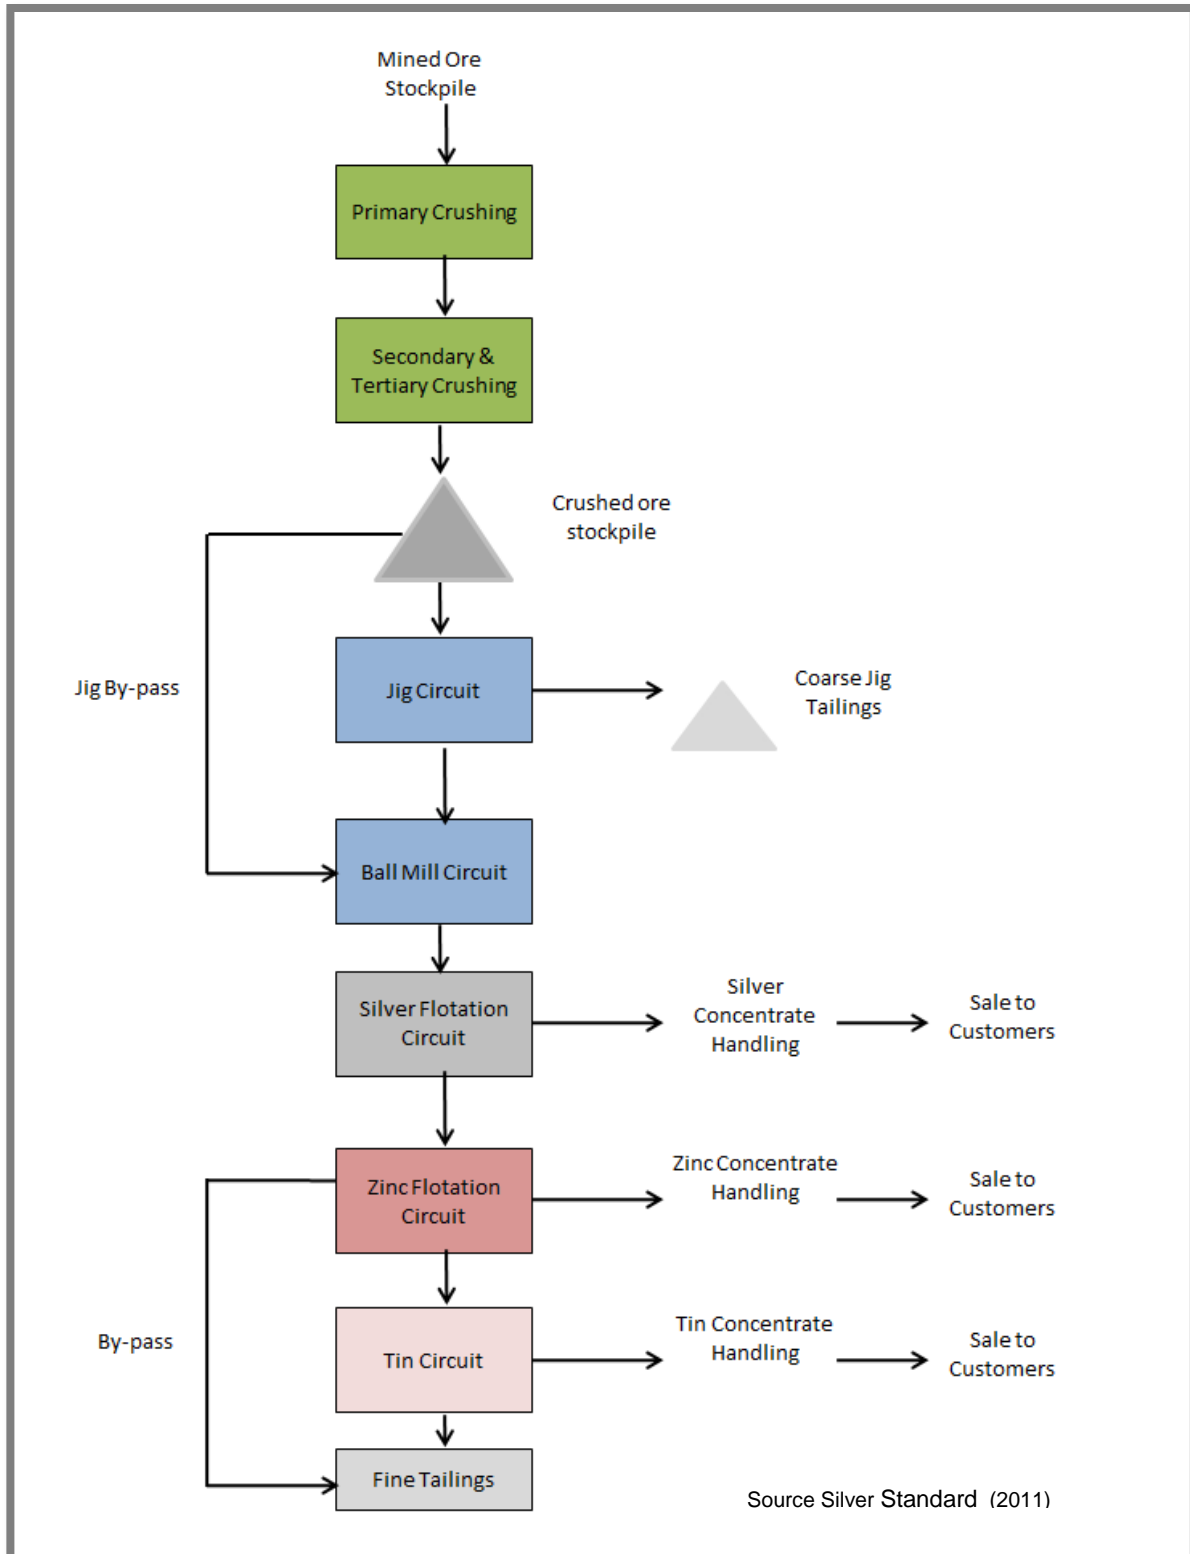 Mined Ore
Stockpile
Primary Crushing
Secondary &
Tertiary Crushing
Crushed ore
stockpile
Jig By-pass
Jig Circuit
Coarse Jig
Tailings
Ball Mill Circuit
Silver Flotation
Circuit
Silver
Concentrate
Handling
Sale to
Customers
Zinc Flotation
Circuit
Zinc Concentrate
Handling
Sale to
Customers
By-pass
Tin Circuit
Tin Concentrate
Handling
Sale to
Customers
Fine Tailings
Source Silver Standard (2011)